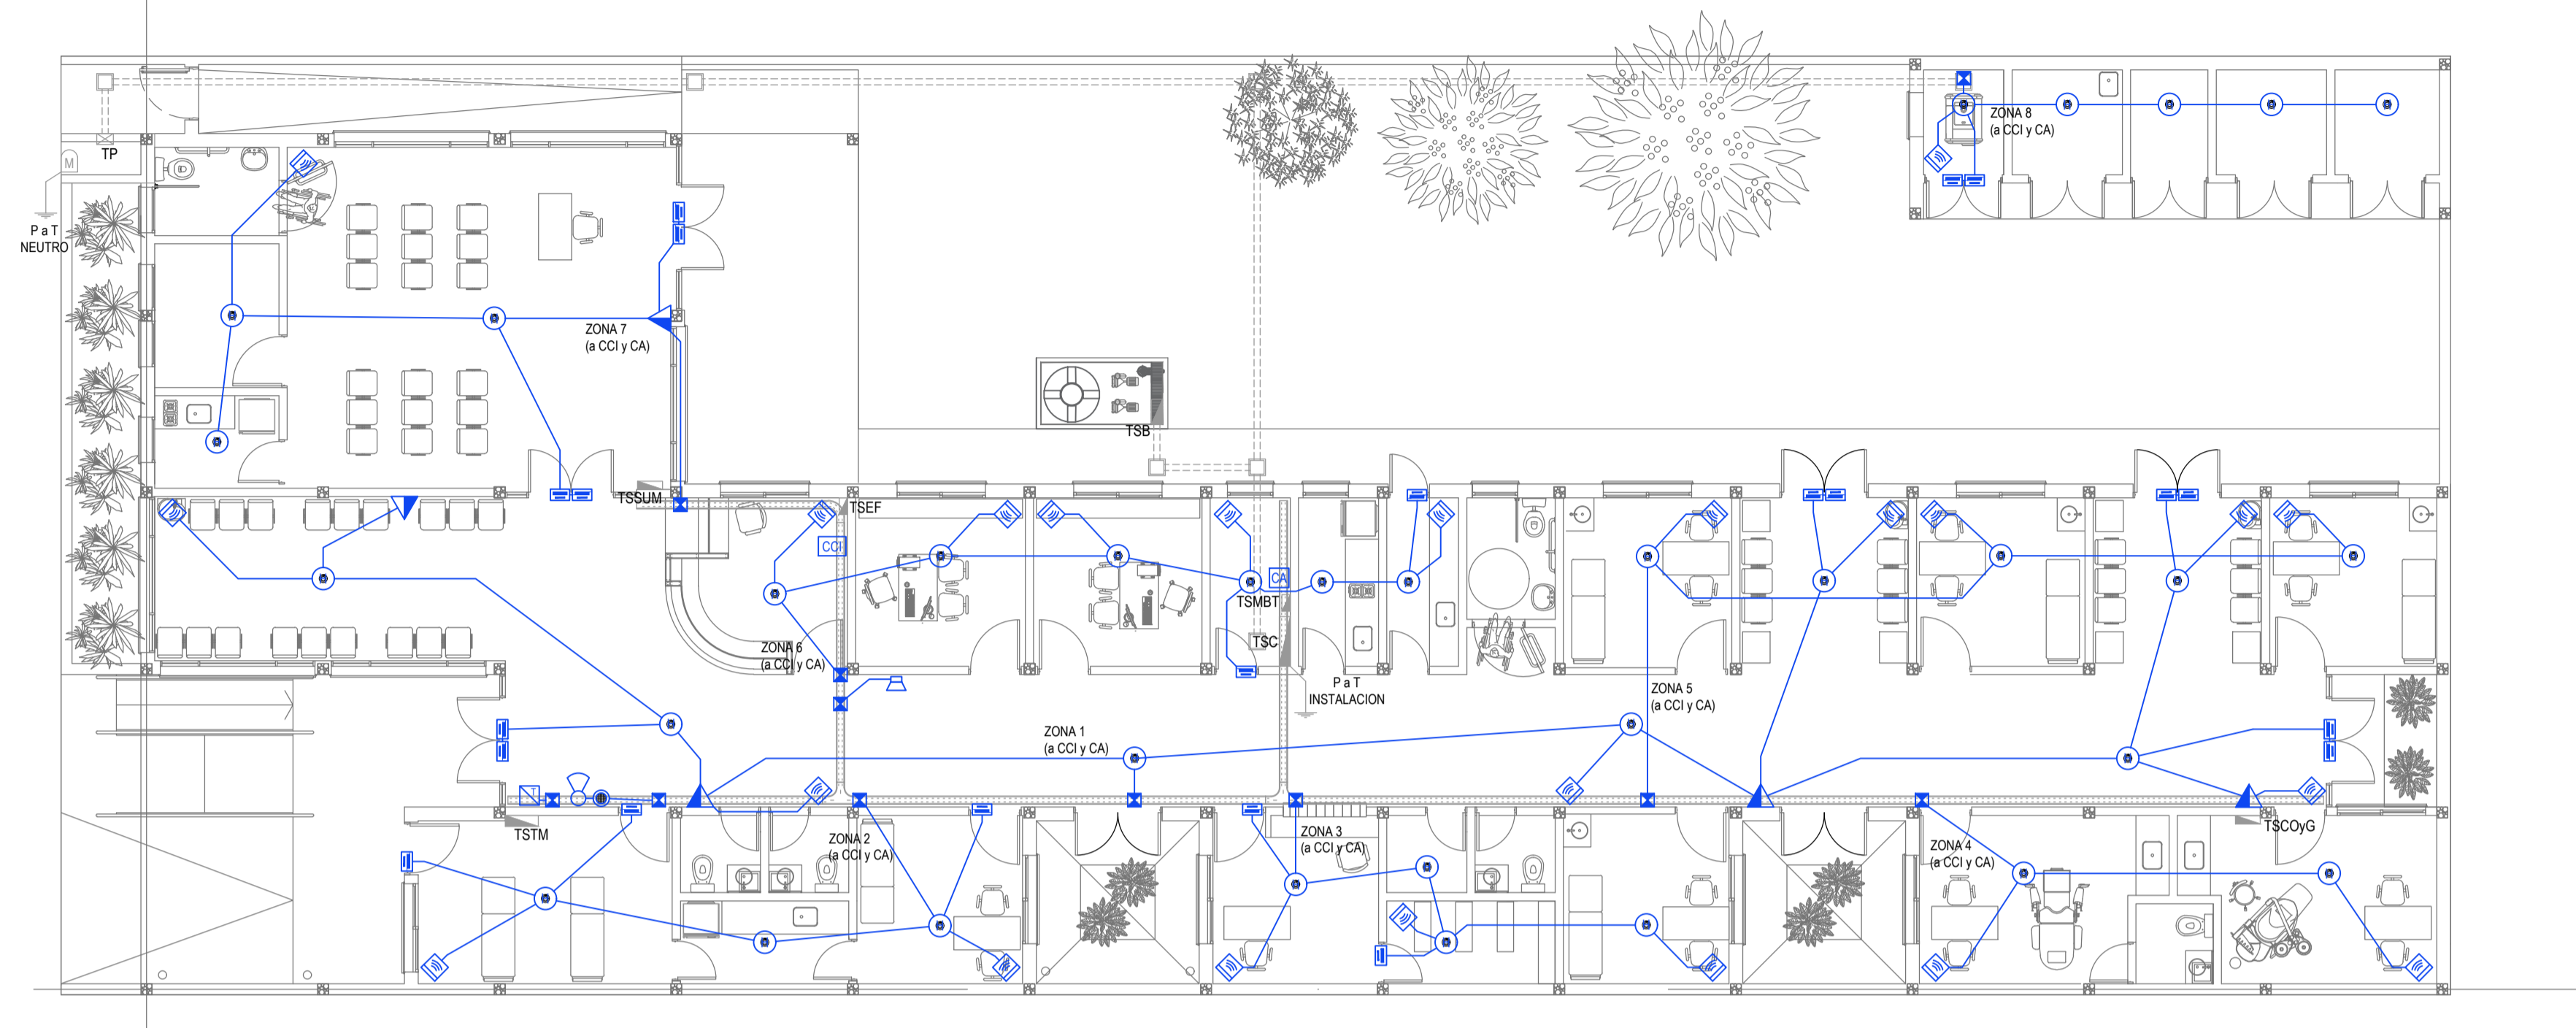 ZONA 8
(a CCI y CA)
TP
M
P a T
NEUTRO
ZONA 7
(a CCI y CA)
TSB
TSSUM
TSEF
CCI
CA
TSMBT
TSC
ZONA 6
(a CCI y CA)
P a T
INSTALACION
ZONA 5
(a CCI y CA)
ZONA 1
(a CCI y CA)
T
TSTM
ZONA 2
(a CCI y CA)
ZONA 3
(a CCI y CA)
TSCOyG
ZONA 4
(a CCI y CA)